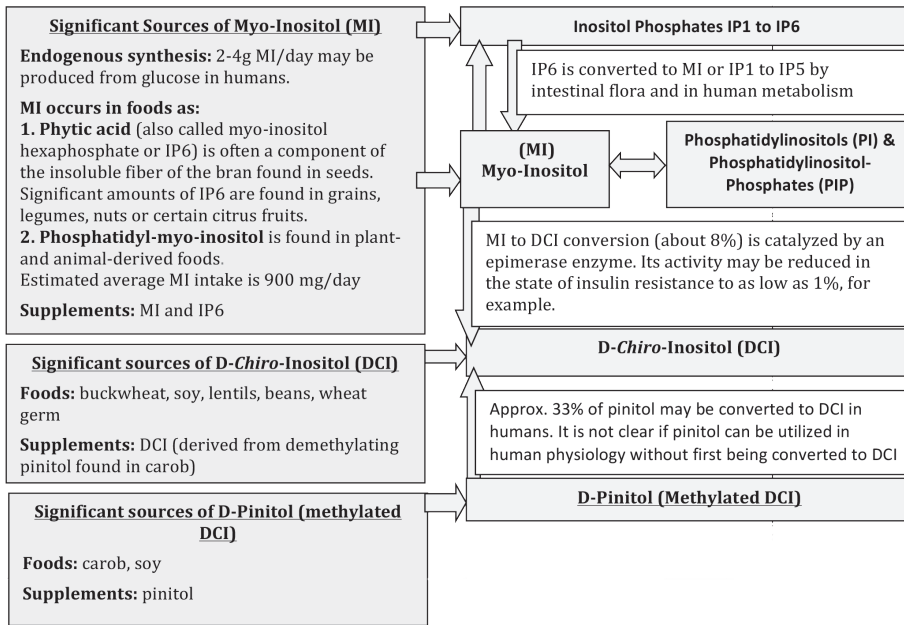 Significant Sources of Myo-Inositol (MI)
Endogenous synthesis: 2-4g MI/day may be
produced from glucose in humans.
MI occurs in foods as:
1. Phytic acid (also called myo-inositol
hexaphosphate or IP6) is often a component of
the insoluble fiber of the bran found in seeds.
Significant amounts of IP6 are found in grains,
legumes, nuts or certain citrus fruits.
2. Phosphatidyl-myo-inositol is found in plant-
and animal-derived foods.
Estimated average MI intake is 900 mg/day
Supplements: MI and IP6
Inositol Phosphates IP1 to IP6
IP6 is converted to MI or IP1 to IP5 by
intestinal flora and in human metabolism
(MI)
Myo-Inositol
Phosphatidylinositols (PI) &
Phosphatidylinositol-
Phosphates (PIP)
MI to DCI conversion (about 8%) is catalyzed by an
epimerase enzyme. Its activity may be reduced in
the state of insulin resistance to as low as 1%, for
example.
Significant sources of D-Chiro-Inositol (DCI)
Foods: buckwheat, soy, lentils, beans, wheat
germ
Supplements: DCI (derived from demethylating
pinitol found in carob)
D-Chiro-Inositol (DCI)
Approx. 33% of pinitol may be converted to DCI in
humans. It is not clear if pinitol can be utilized in
human physiology without first being converted to DCI
Significant sources of D-Pinitol (methylated
DCI)
Foods: carob, soy
Supplements: pinitol
D-Pinitol (Methylated DCI)